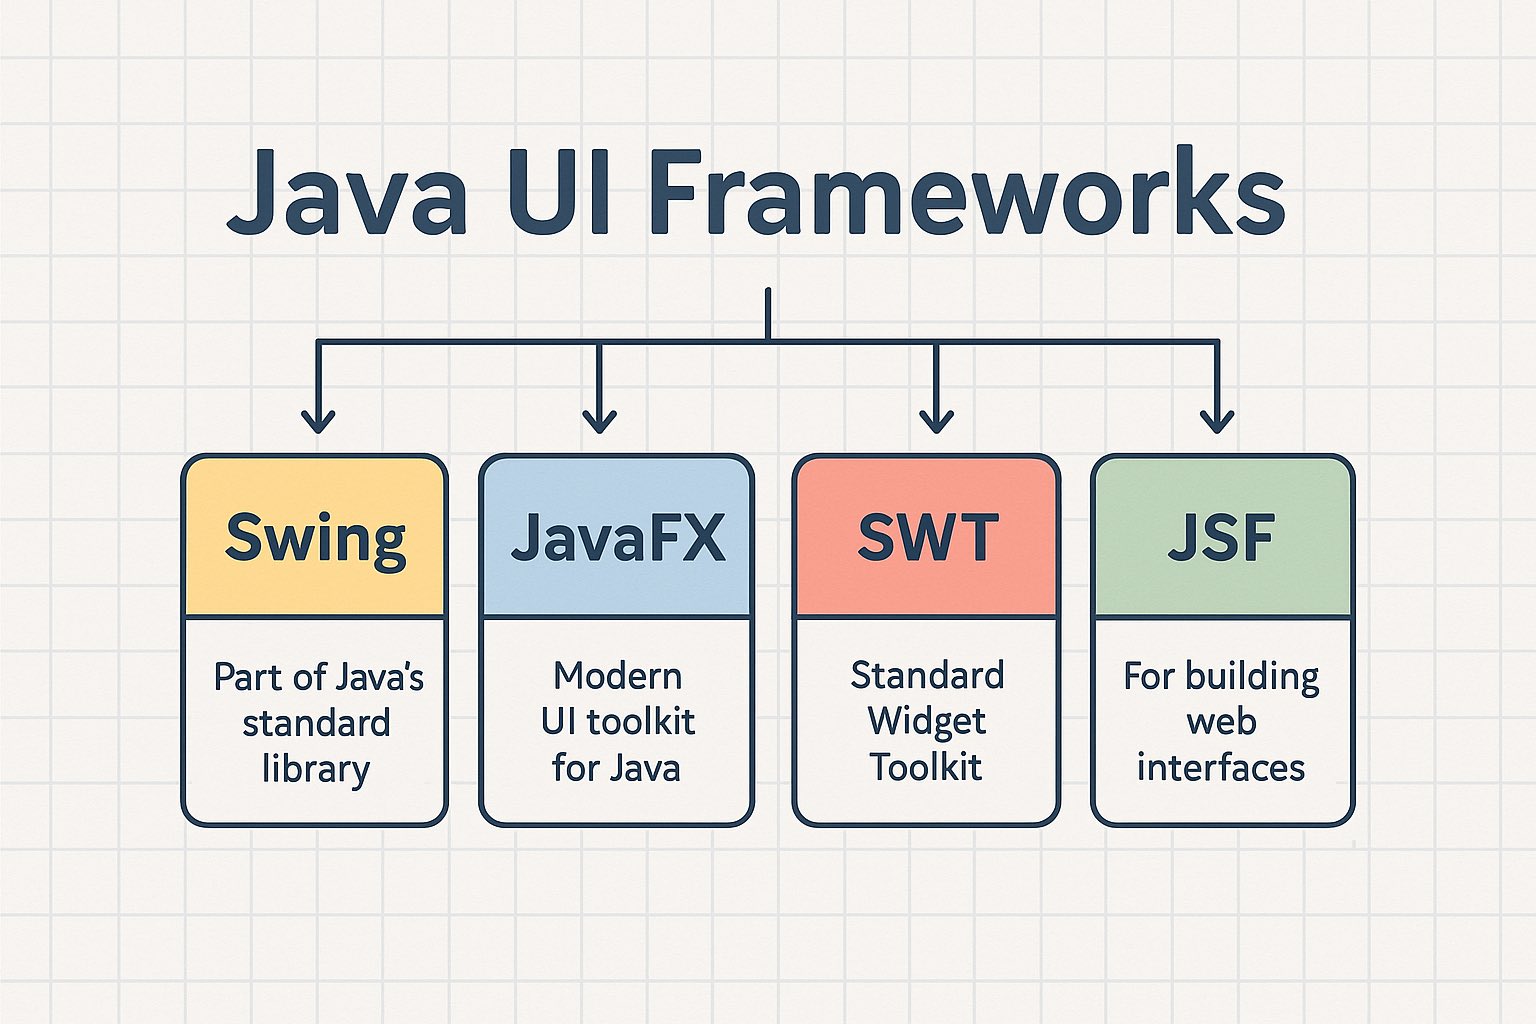 Java UI Frameworks
Swing
Part of Java's
standard
library
JavaFX
Modern
UI toolkit
for Java
SWT
Standard
Widget
Toolkit
JSF
For building
web
interfaces